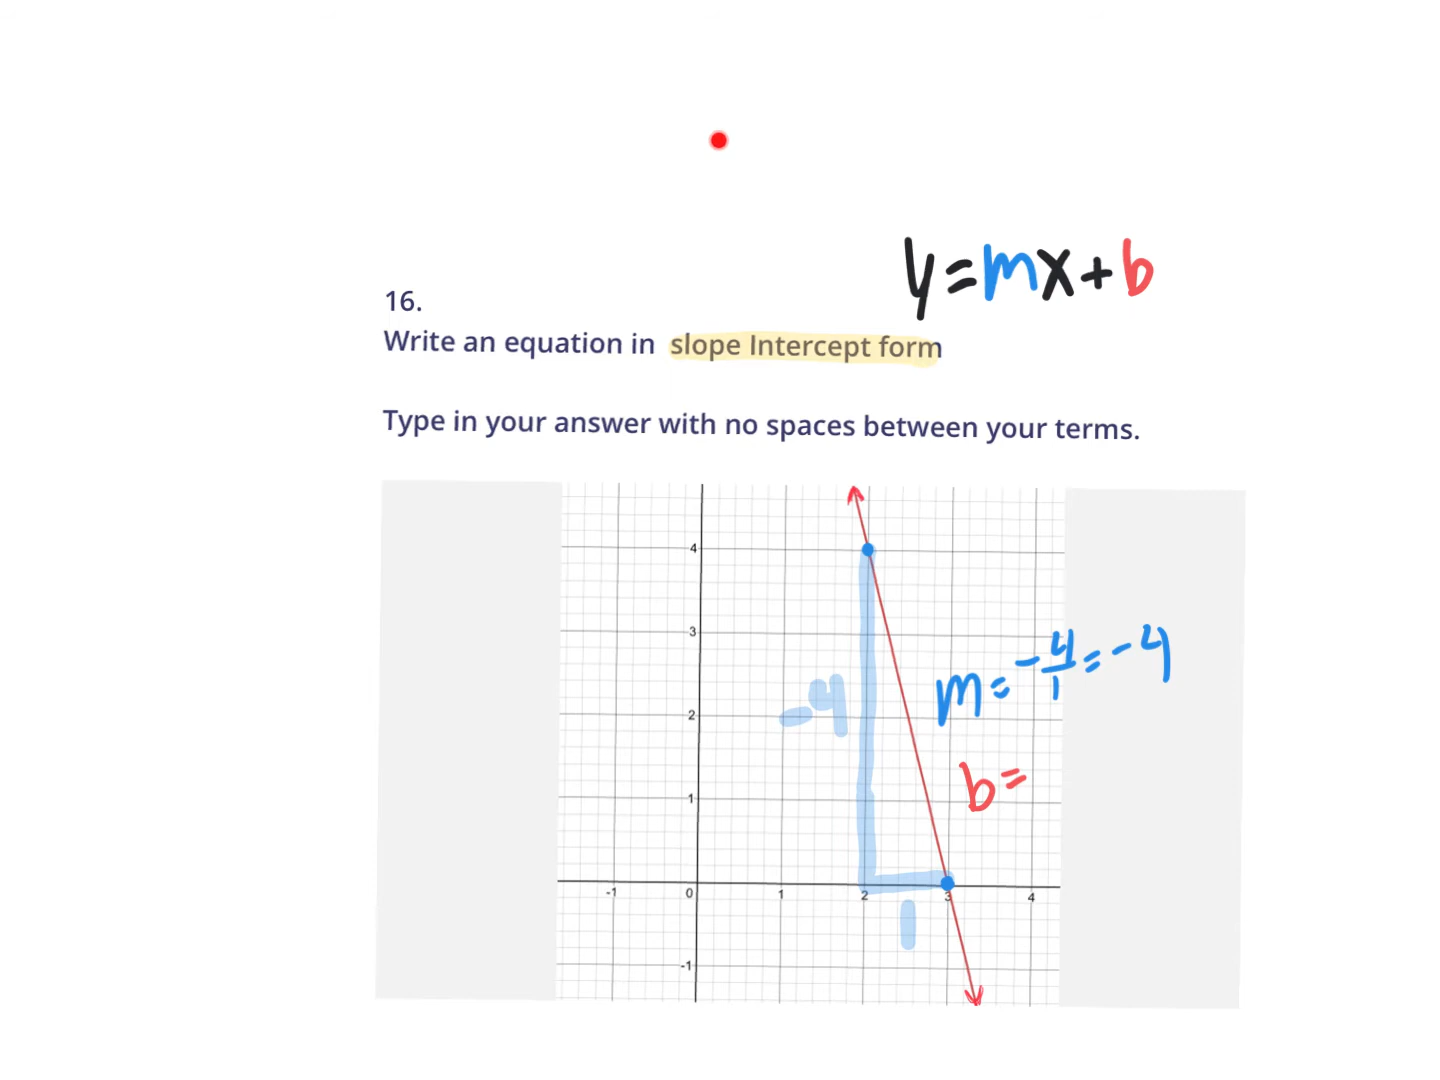 y=mx+b
16.
Write an equation in slope Intercept form
Type in your answer with no spaces between your terms.
4
3
2
1
-1
0
1
2
3
4
-1
-4
1
m=-4/1=-4
b=